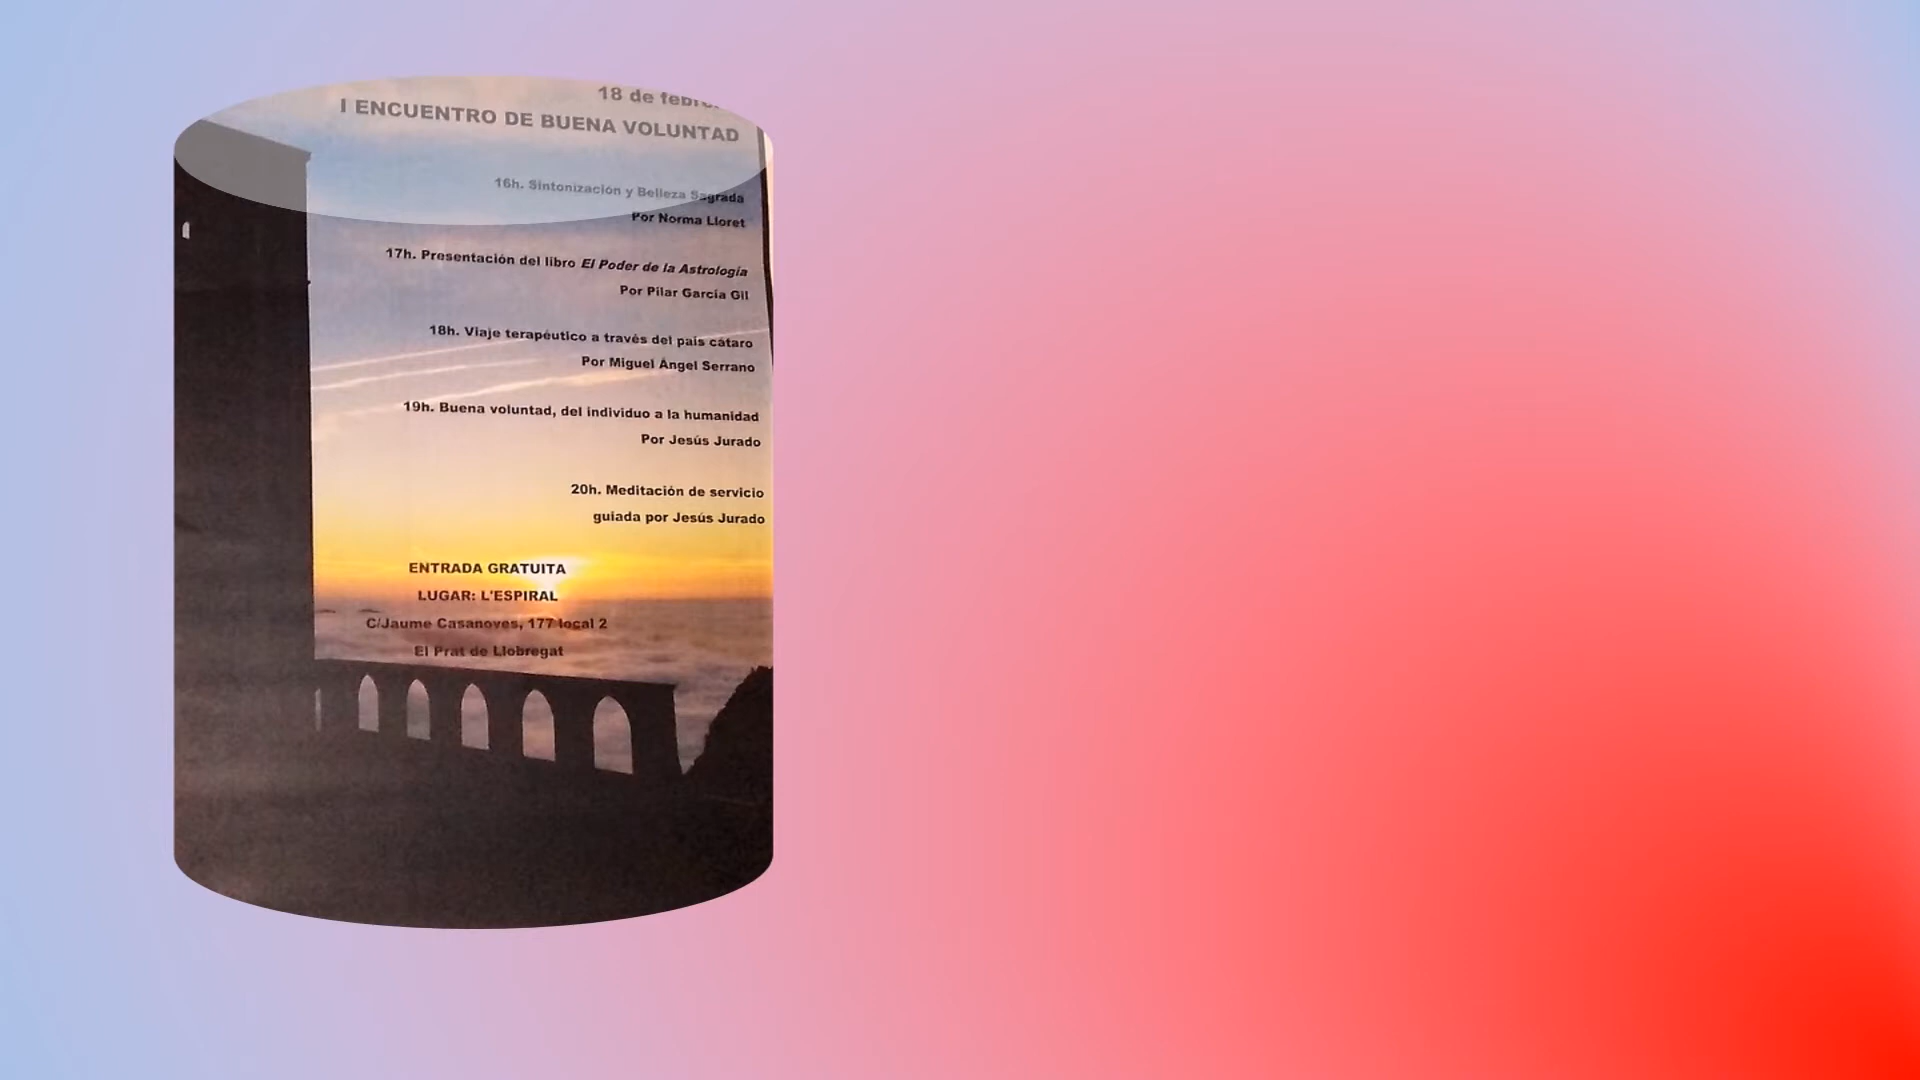 18 de
I ENCUENTRO DE BUENA VOLUNTAD
16h. Sintonización y Belleza Sagrada
Por Norma Lloret
17h. Presentación del libro El Poder de la Astrología
Por Pilar García Gil
18h. Viaje terapéutico a través del país cátaro
Por Miguel Ángel Serrano
19h. Buena voluntad, del individuo a la humanidad
Por Jesús Jurado
20h. Meditación de servicio
guiada por Jesús Jurado
ENTRADA GRATUITA
LUGAR: L'ESPIRAL
C/Jaume Casanoves, 177 local 2
El Prat de Llobregat